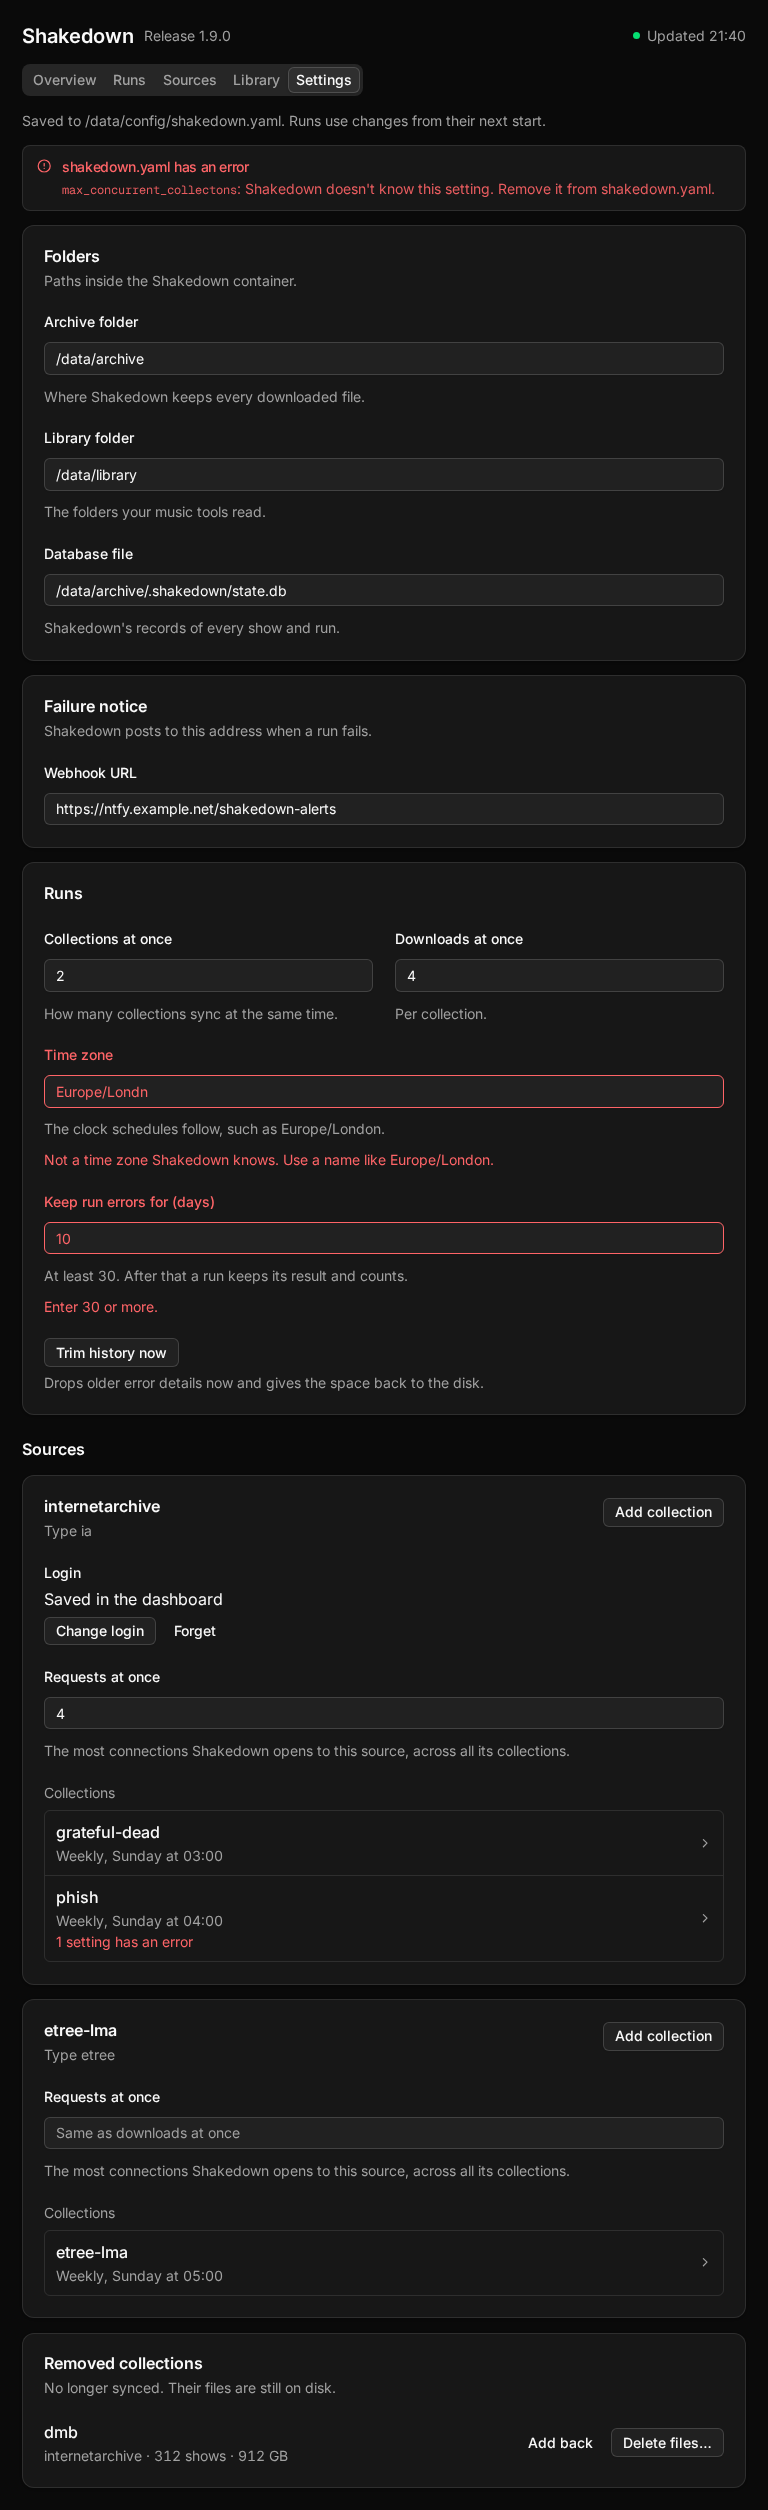 Shakedown Release 1.9.0
Updated 21:40
Overview Runs Sources Library Settings
Saved to /data/config/shakedown.yaml. Runs use changes from their next start.
shakedown.yaml has an error
max_concurrent_collectons: Shakedown doesn't know this setting. Remove it from shakedown.yaml.
Folders
Paths inside the Shakedown container.
Archive folder
/data/archive
Where Shakedown keeps every downloaded file.
Library folder
/data/library
The folders your music tools read.
Database file
/data/archive/.shakedown/state.db
Shakedown's records of every show and run.
Failure notice
Shakedown posts to this address when a run fails.
Webhook URL
https://ntfy.example.net/shakedown-alerts
Runs
Collections at once
2
How many collections sync at the same time.
Downloads at once
4
Per collection.
Time zone
Europe/Londn
The clock schedules follow, such as Europe/London.
Not a time zone Shakedown knows. Use a name like Europe/London.
Keep run errors for (days)
10
At least 30. After that a run keeps its result and counts.
Enter 30 or more.
Trim history now
Drops older error details now and gives the space back to the disk.
Sources
internetarchive
Type ia
Add collection
Login
Saved in the dashboard
Change login Forget
Requests at once
4
The most connections Shakedown opens to this source, across all its collections.
Collections
grateful-dead
Weekly, Sunday at 03:00
phish
Weekly, Sunday at 04:00
1 setting has an error
etree-lma
Type etree
Add collection
Requests at once
Same as downloads at once
The most connections Shakedown opens to this source, across all its collections.
Collections
etree-lma
Weekly, Sunday at 05:00
Removed collections
No longer synced. Their files are still on disk.
dmb
internetarchive · 312 shows · 912 GB
Add back Delete files...